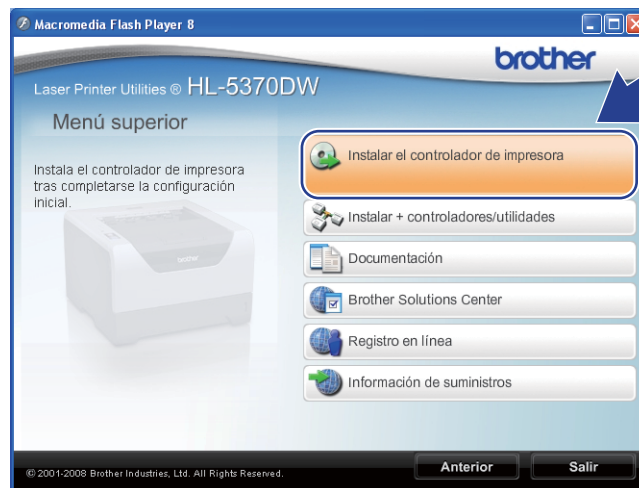 Macromedia Flash Player 8
brother
Laser Printer Utilities ® HL-5370DW
Menú superior
Instala el controlador de impresora
tras completarse la configuración
inicial.
brother
Instalar el controlador de impresora
Instalar + controladores/utilidades
Documentación
Brother Solutions Center
Registro en línea
Información de suministros
© 2001-2008 Brother Industries, Ltd. All Rights Reserved.
Anterior
Salir